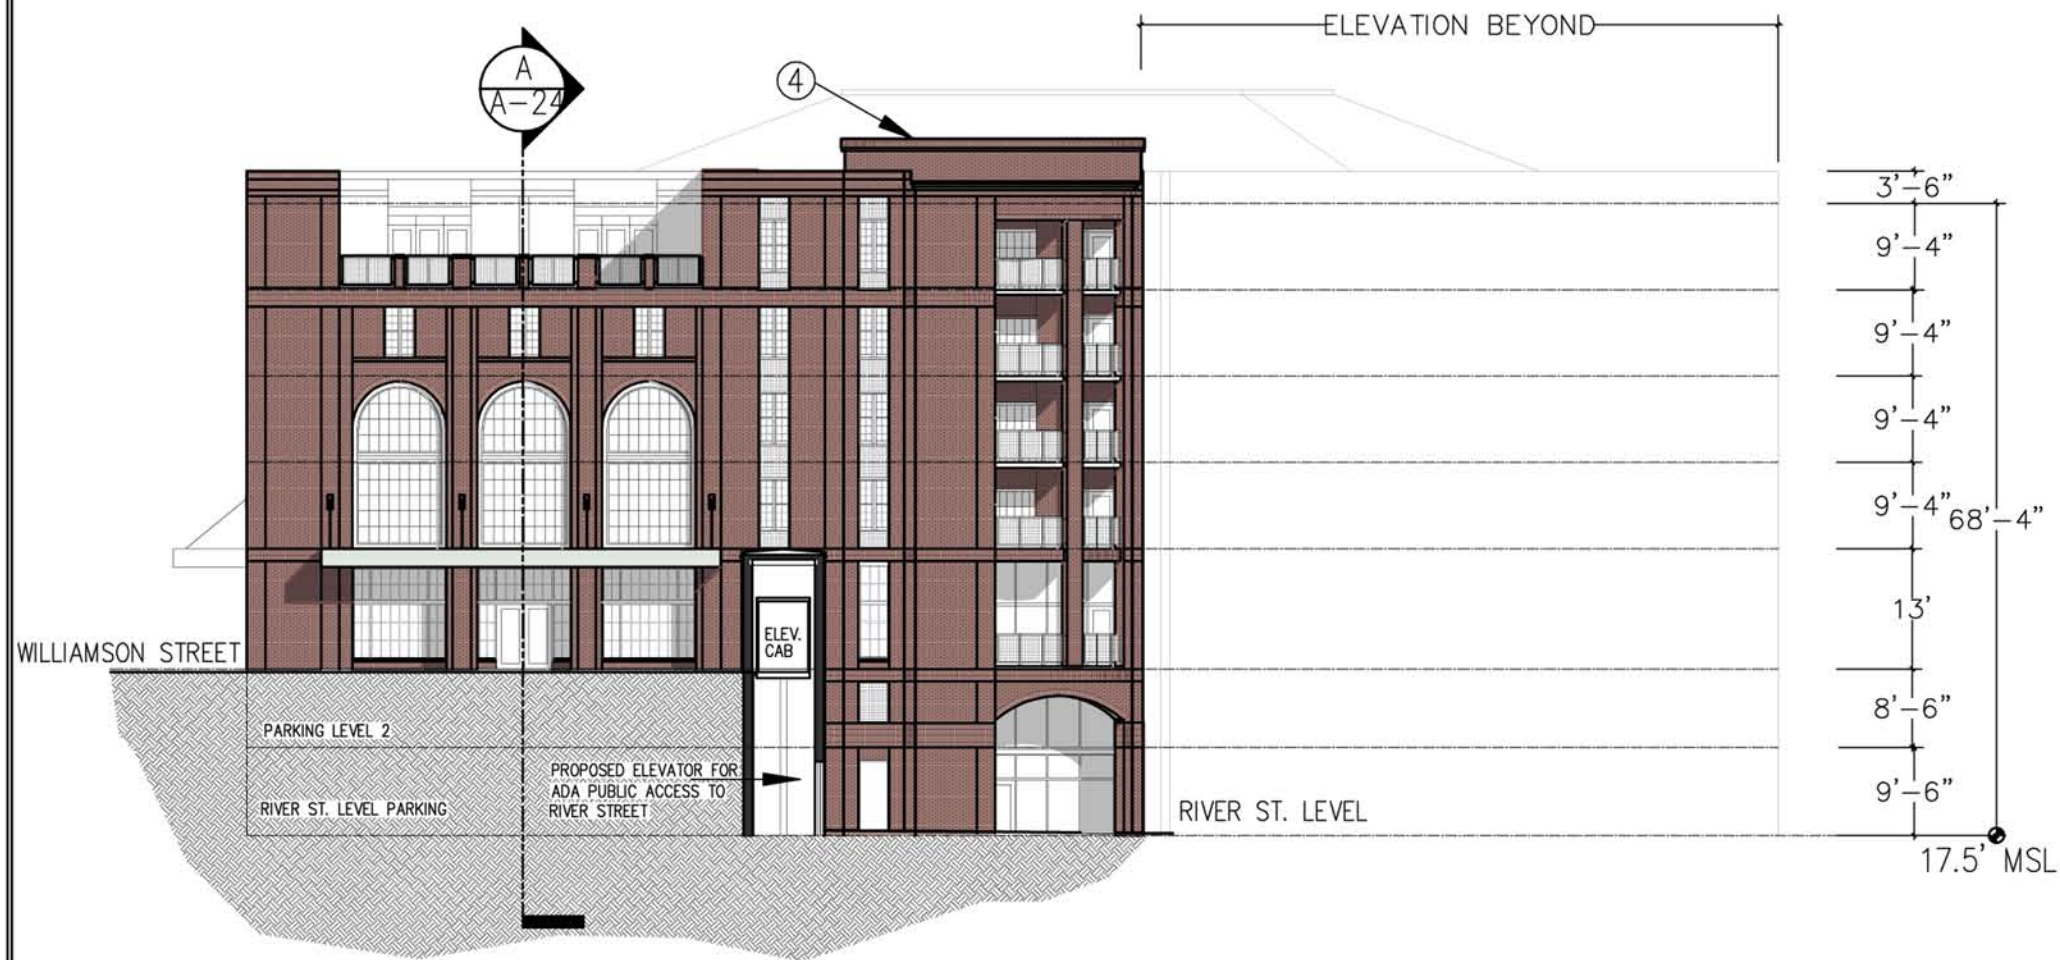 ELEVATION BEYOND
A
A-24
4
3'-6"
9'-4"
9'-4"
9'-4"
9'-4"
68'-4"
13'
ELEV.
CAB
WILLIAMSON STREET
8'-6"
PARKING LEVEL 2
PROPOSED ELEVATOR FOR
ADA PUBLIC ACCESS TO
RIVER STREET
9'-6"
RIVER ST. LEVEL PARKING
RIVER ST. LEVEL
17.5' MSL